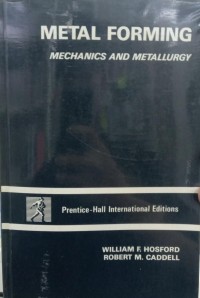 METAL FORMING
MECHANICS AND METALLURGY
Prentice-Hall International Editions
WILLIAM F. HOSFORD
ROBERT M. CADDELL